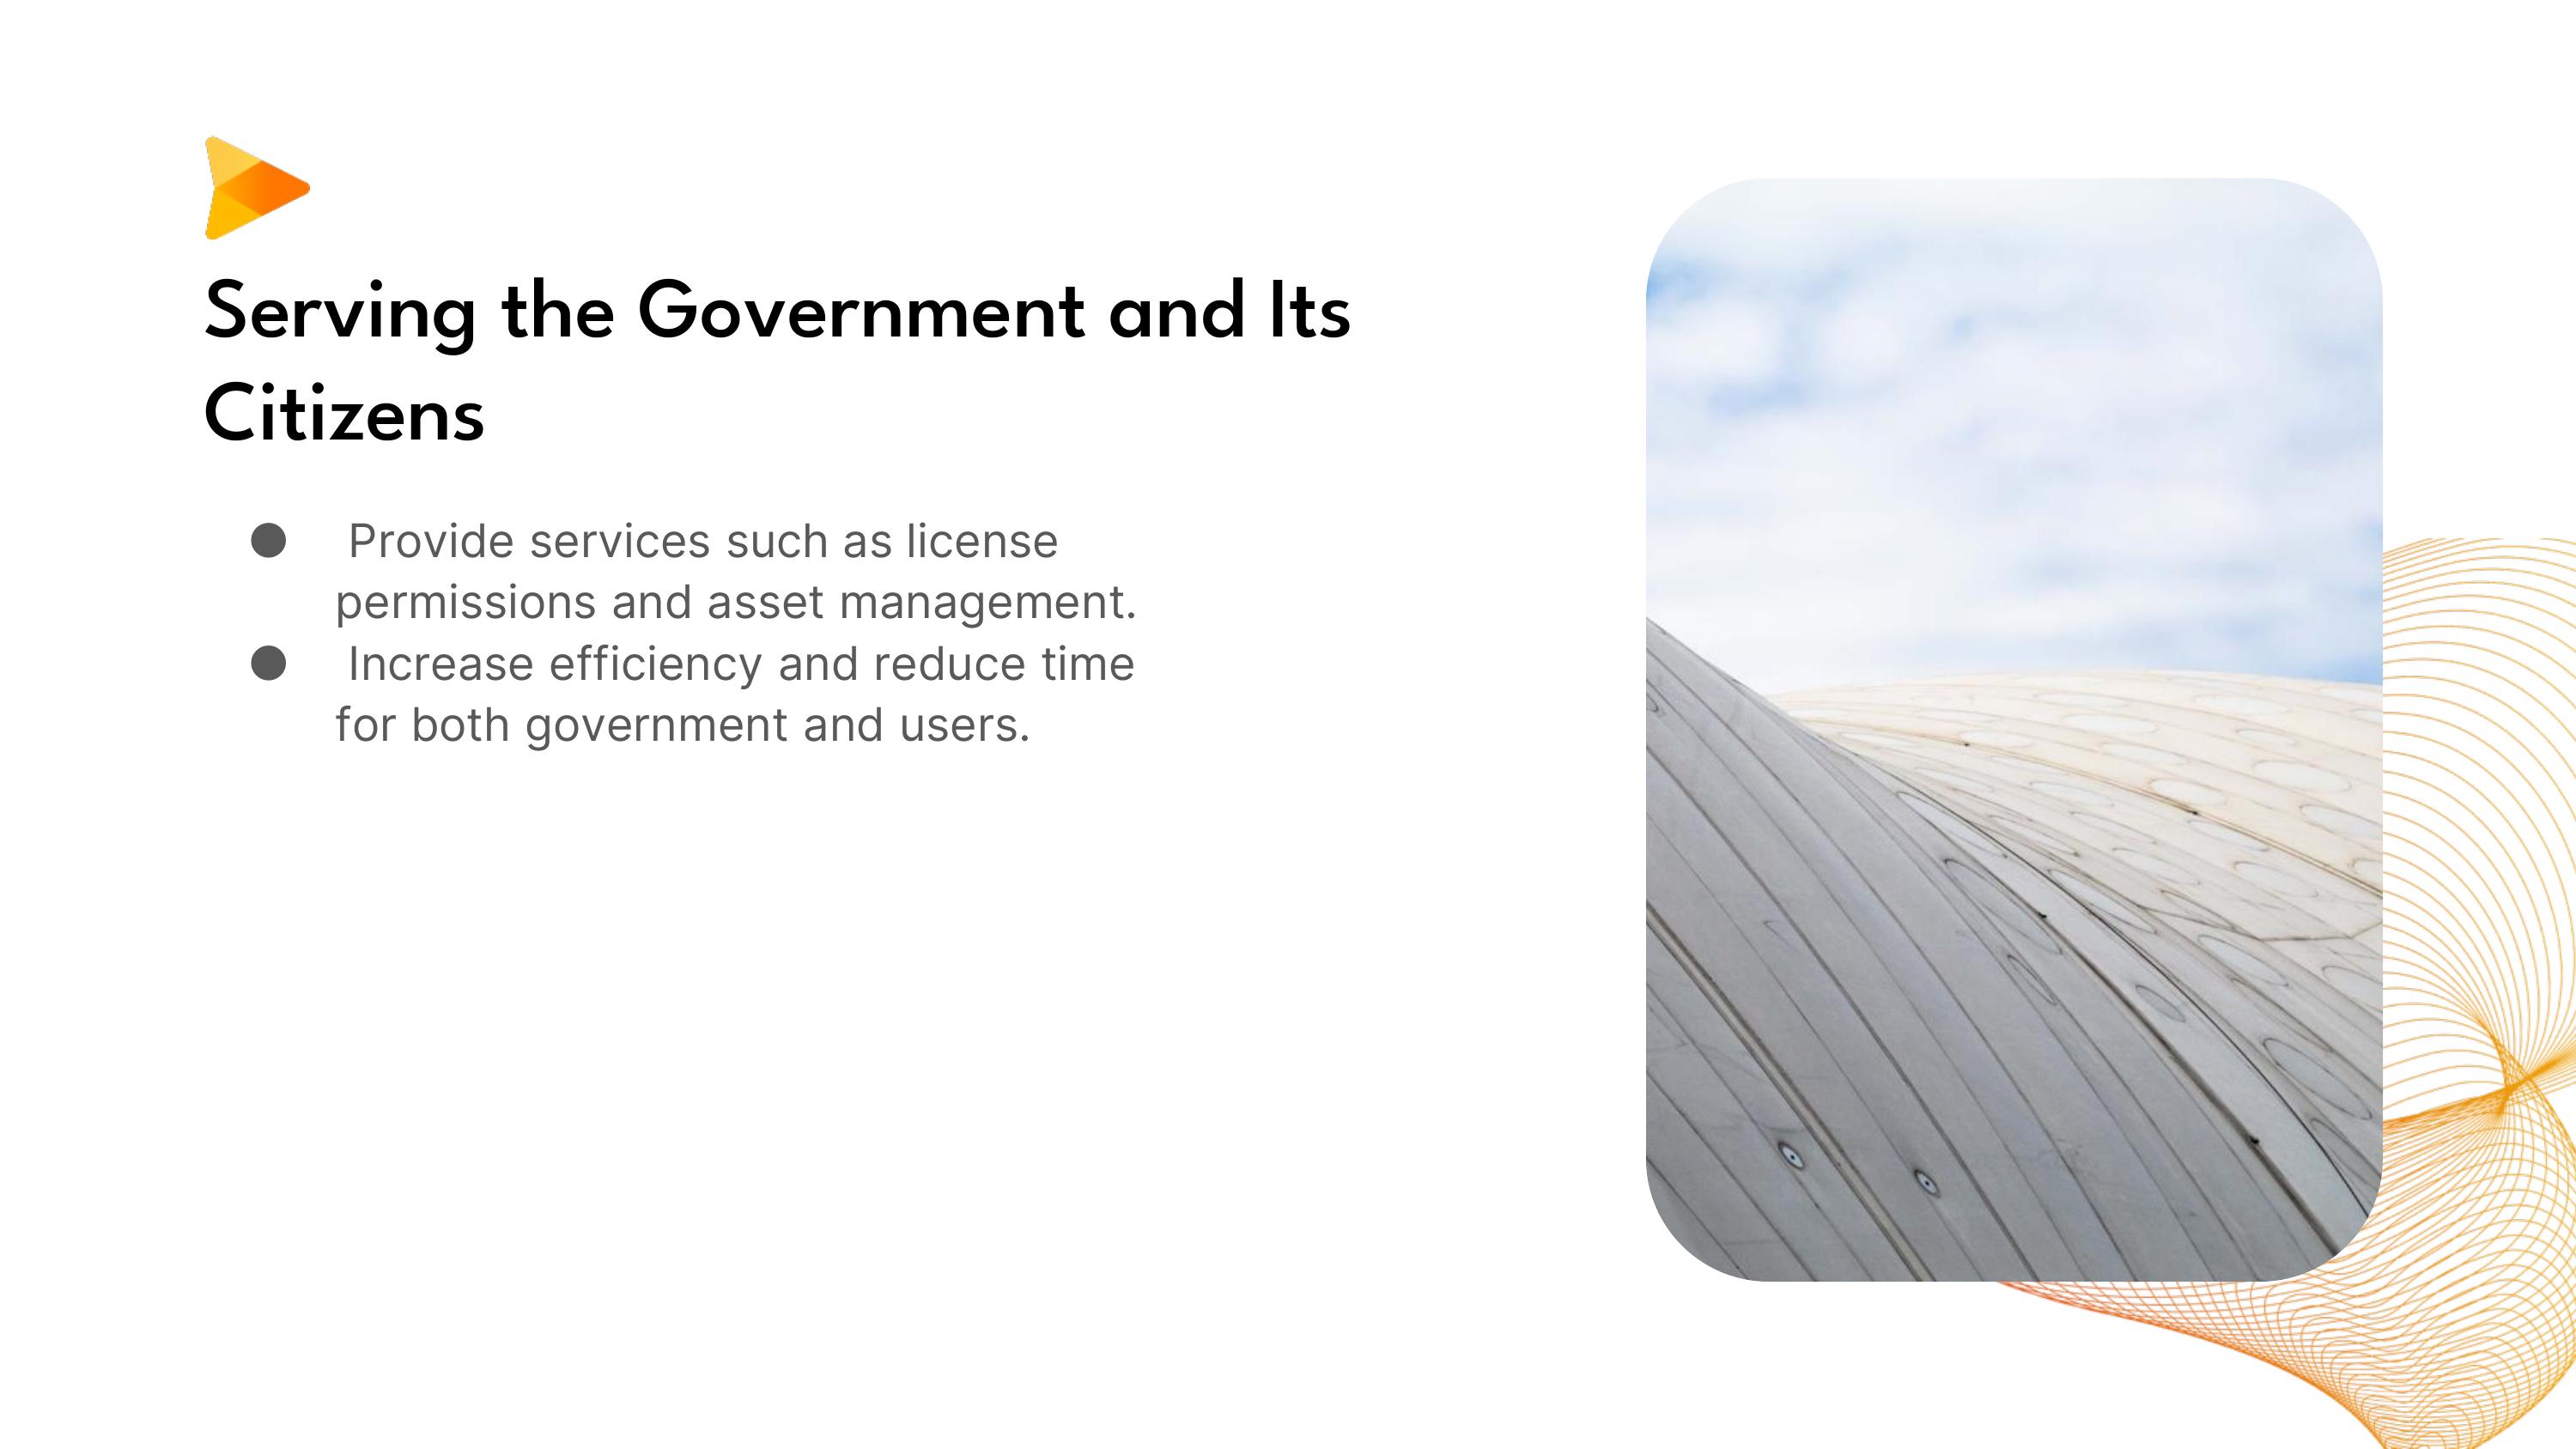 Serving the Government and Its
Citizens
● Provide services such as license
permissions and asset management.
● Increase efficiency and reduce time
for both government and users.